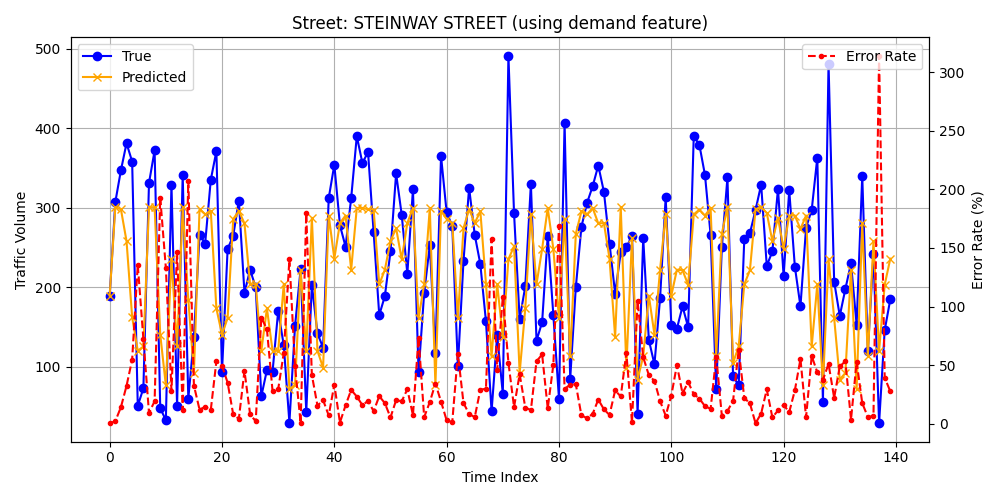 Street: STEINWAY STREET (using demand feature)
True
Predicted
Error Rate
500
400
300
200
100
300
250
200
150
100
50
0
Traffic Volume
Error Rate (%)
0 20 40 60 80 100 120 140
Time Index